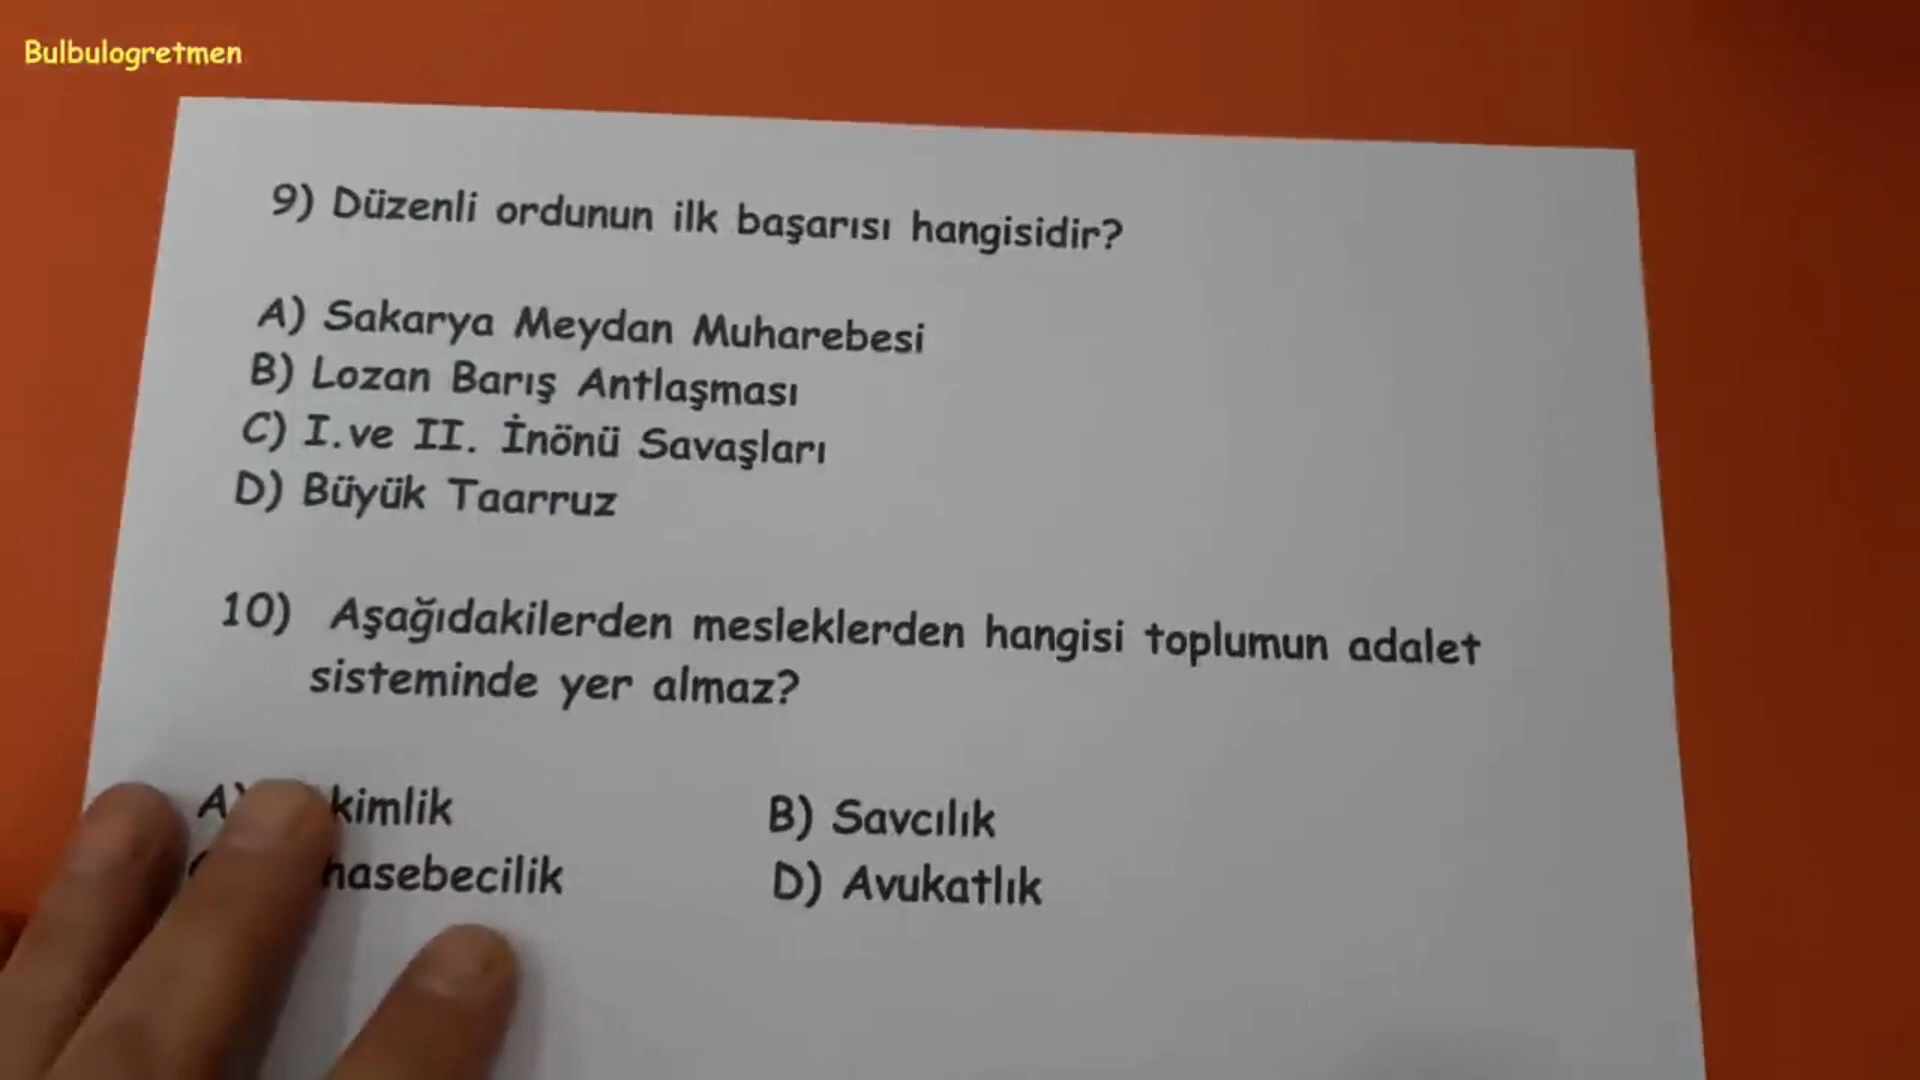 Bulbulogretmen
9) Düzenli ordunun ilk başarısı hangisidir?
A) Sakarya Meydan Muharebesi
B) Lozan Barış Antlaşması
C) I.ve II. İnönü Savaşları
D) Büyük Taarruz
10) Aşağıdakilerden mesleklerden hangisi toplumun adalet
sisteminde yer almaz?
A) kimlik B) Savcılık
hasebecilik D) Avukatlık